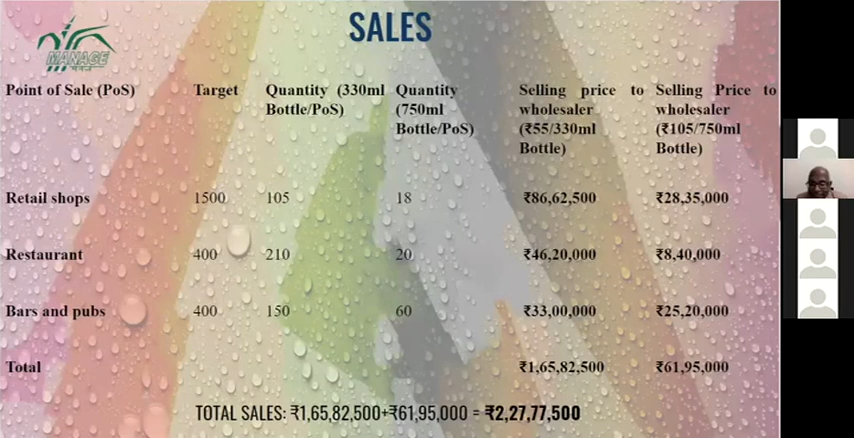 SALES
MANAGE
Point of Sale (PoS) Target Quantity (330ml Bottle/PoS) Quantity (750ml Bottle/PoS) Selling price to wholesaler (₹55/330ml Bottle) Selling Price to wholesaler (₹105/750ml Bottle)
Retail shops 1500 105 18 ₹86,62,500 ₹28,35,000
Restaurant 400 210 20 ₹46,20,000 ₹8,40,000
Bars and pubs 400 150 60 ₹33,00,000 ₹25,20,000
Total ₹1,65,82,500 ₹61,95,000
TOTAL SALES: ₹1,65,82,500+₹61,95,000 = ₹2,27,77,500